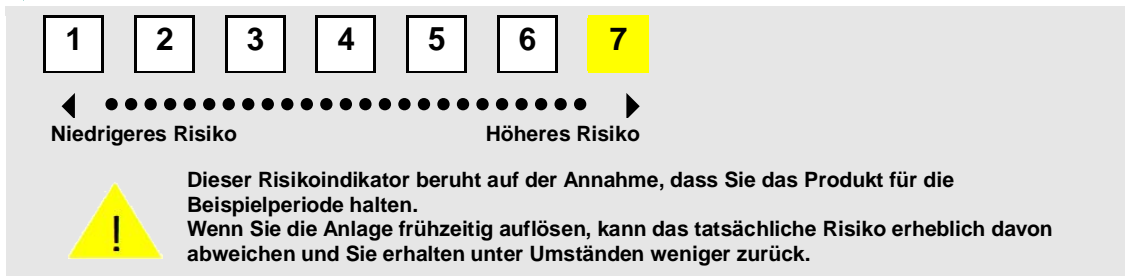 1 2 3 4 5 6 7
Niedrigeres Risiko Höheres Risiko
!
Dieser Risikoindikator beruht auf der Annahme, dass Sie das Produkt für die
Beispielperiode halten.
Wenn Sie die Anlage frühzeitig auflösen, kann das tatsächliche Risiko erheblich davon
abweichen und Sie erhalten unter Umständen weniger zurück.